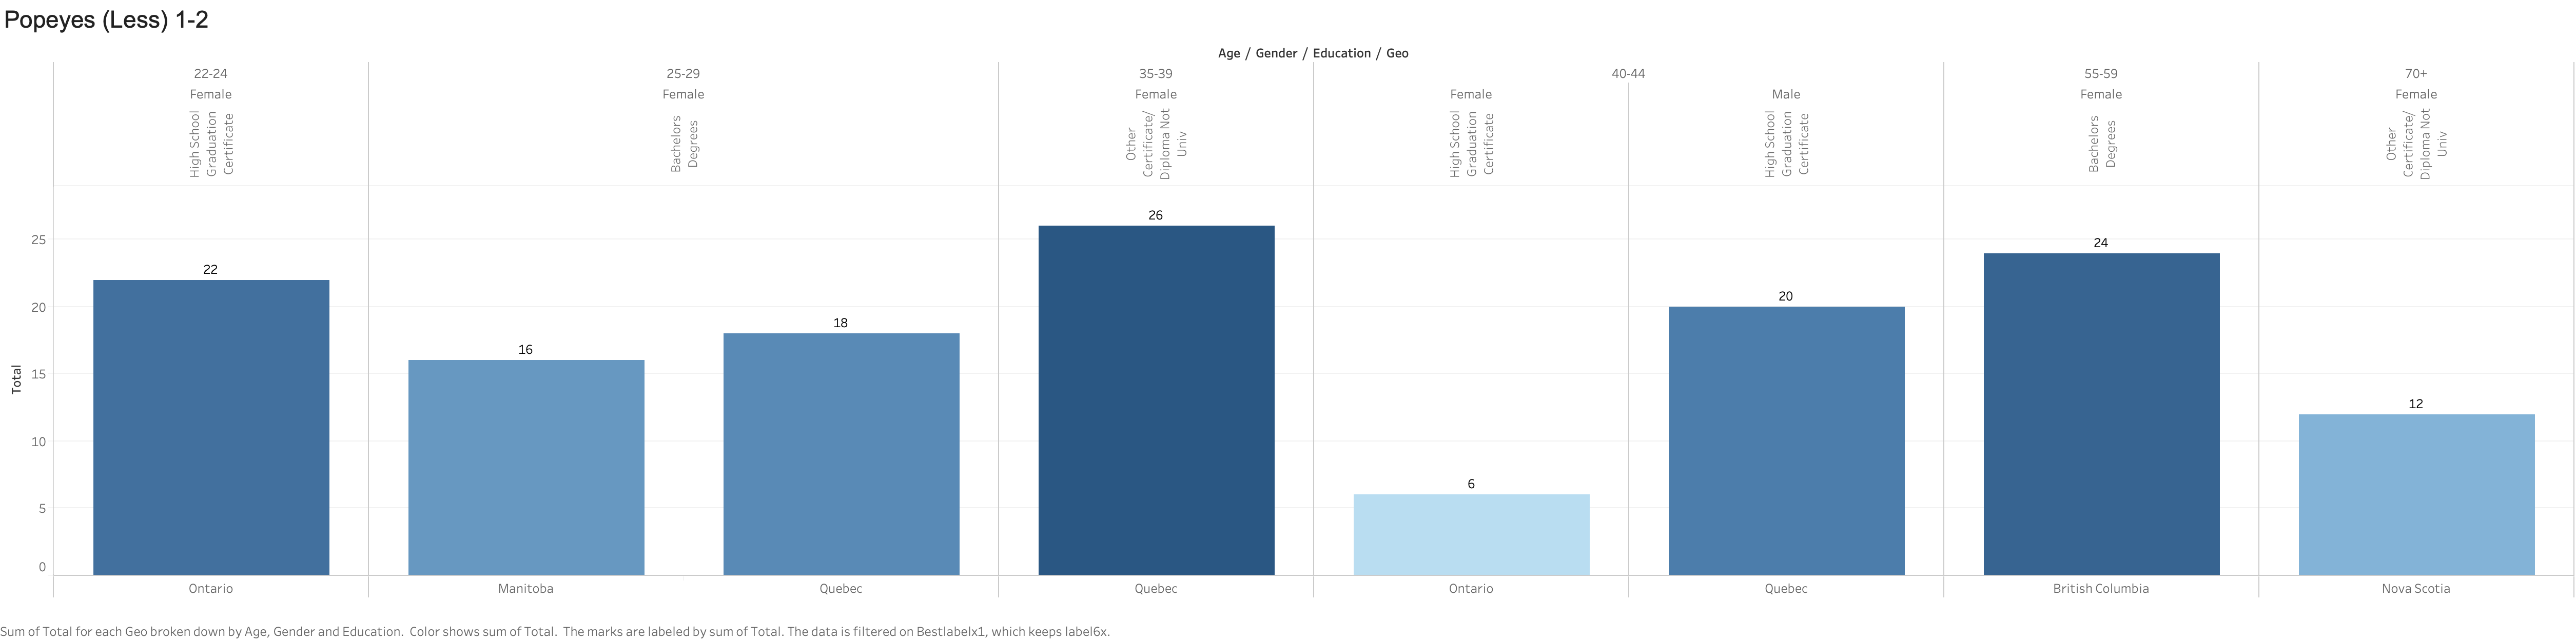 Popeyes (Less) 1-2
Age / Gender / Education / Geo
22-24 25-29 35-39 40-44 55-59 70+
Female Female Female Female Male Female Female
High School
Graduation
Certificate
Bachelors
Degrees
Other
Certificate/
Diploma Not
Univ
High School
Graduation
Certificate
High School
Graduation
Certificate
Bachelors
Degrees
Other
Certificate/
Diploma Not
Univ
Total
25
20
15
10
5
0
22
16
18
26
6
20
24
12
Ontario Manitoba Quebec Quebec Ontario Quebec British Columbia Nova Scotia
Sum of Total for each Geo broken down by Age, Gender and Education. Color shows sum of Total. The marks are labeled by sum of Total. The data is filtered on Bestlabelx1, which keeps label6x.